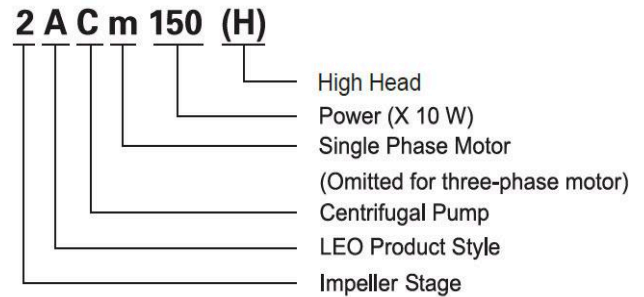 2 A C m 150 (H)
High Head
Power (X 10 W)
Single Phase Motor
(Omitted for three-phase motor)
Centrifugal Pump
LEO Product Style
Impeller Stage